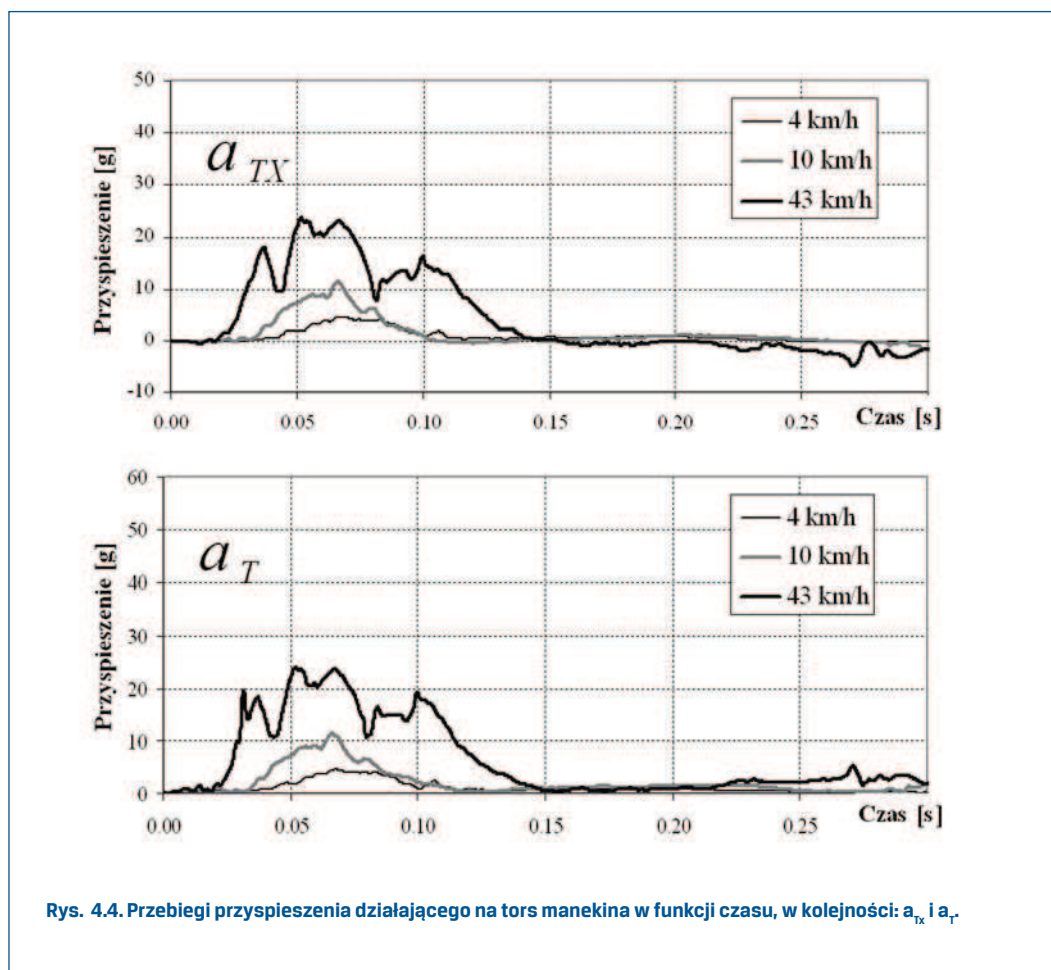 50
40
30
20
10
0
-10
Przyspieszenie [g]
a TX
4 km/h
10 km/h
43 km/h
0.00 0.05 0.10 0.15 0.20 0.25 Czas [s]
60
50
40
30
20
10
0
Przyspieszenie [g]
a T
4 km/h
10 km/h
43 km/h
0.00 0.05 0.10 0.15 0.20 0.25 Czas [s]
Rys. 4.4. Przebiegi przyspieszenia działającego na tors manekina w funkcji czasu, w kolejności: aTx i aT.